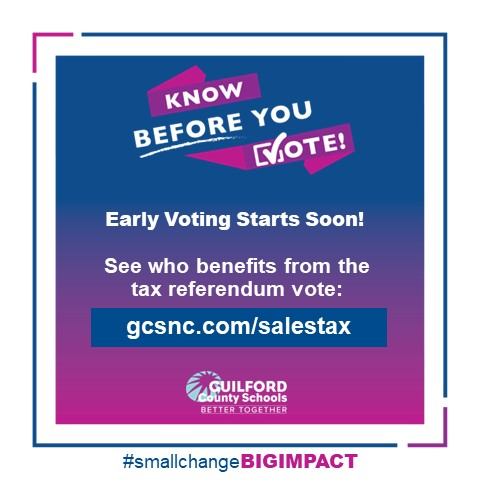 KNOW
BEFORE YOU
VOTE!
Early Voting Starts Soon!
See who benefits from the
tax referendum vote:
gcsnc.com/salestax
GUILFORD
County Schools
BETTER TOGETHER
#smallchangeBIGIMPACT